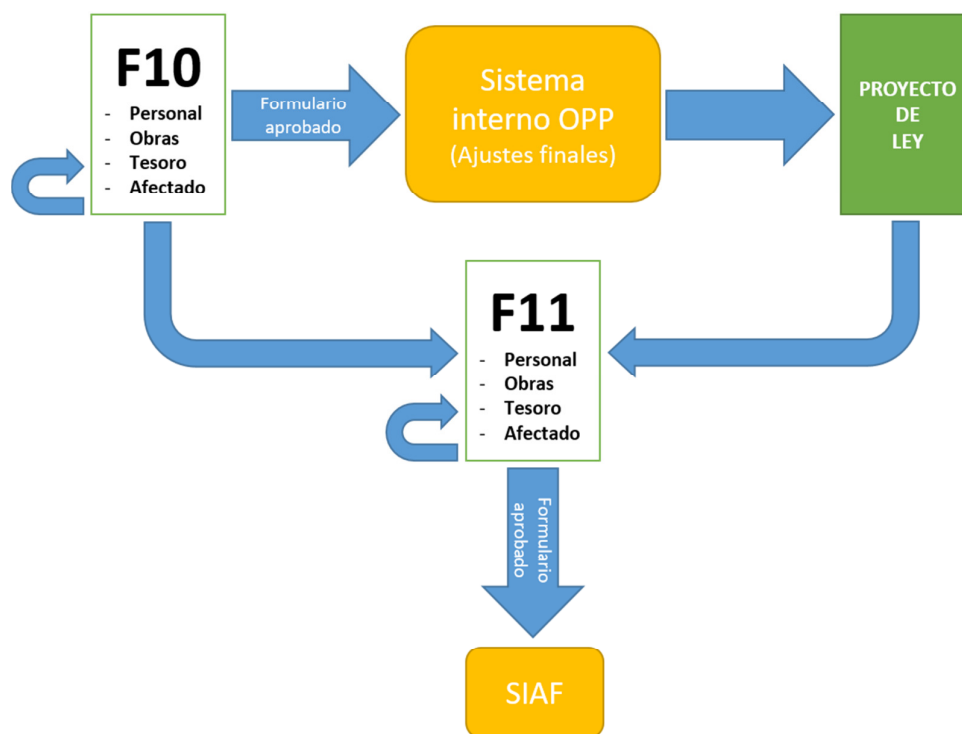 F10
- Personal
- Obras
- Tesoro
- Afectado
Formulario
aprobado
Sistema
interno OPP
(Ajustes finales)
PROYECTO
DE
LEY
F11
- Personal
- Obras
- Tesoro
- Afectado
Formulario
aprobado
SIAF